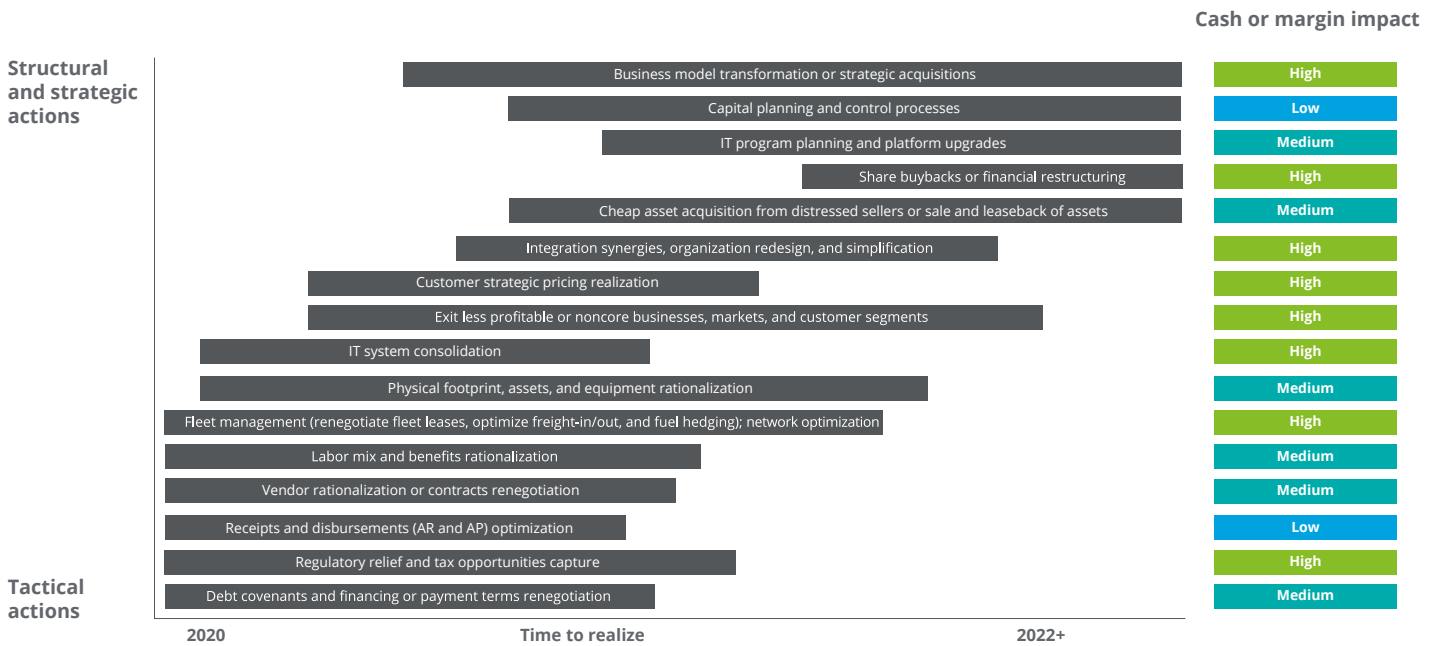 Cash or margin impact
Structural
and strategic
actions
Business model transformation or strategic acquisitions
High
Capital planning and control processes
Low
IT program planning and platform upgrades
Medium
Share buybacks or financial restructuring
High
Cheap asset acquisition from distressed sellers or sale and leaseback of assets
Medium
Integration synergies, organization redesign, and simplification
High
Customer strategic pricing realization
High
Exit less profitable or noncore businesses, markets, and customer segments
High
IT system consolidation
High
Physical footprint, assets, and equipment rationalization
Medium
Fleet management (renegotiate fleet leases, optimize freight-in/out, and fuel hedging); network optimization
High
Labor mix and benefits rationalization
Medium
Vendor rationalization or contracts renegotiation
Medium
Receipts and disbursements (AR and AP) optimization
Low
Regulatory relief and tax opportunities capture
High
Tactical
actions
Debt covenants and financing or payment terms renegotiation
Medium
2020
Time to realize
2022+